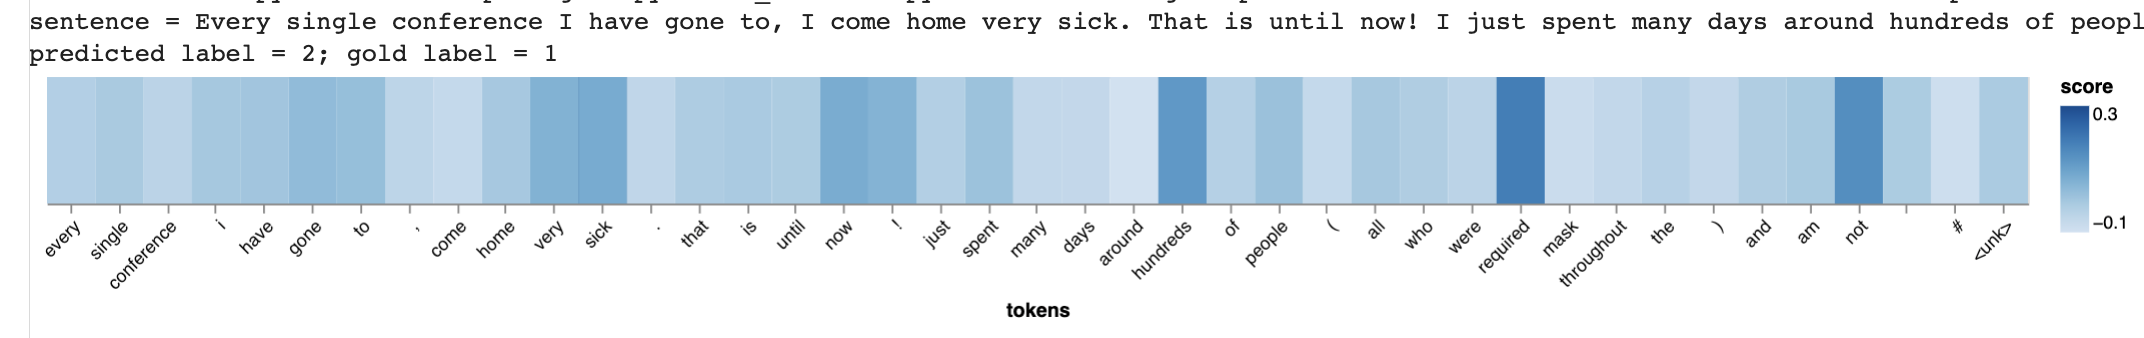 sentence = Every single conference I have gone to, I come home very sick. That is until now! I just spent many days around hundreds of peopl
predicted label = 2; gold label = 1
score
0.3
−0.1
every single conference i have gone to , come home very sick . that is until now ! just spent many days around hundreds of people ( all who were required mask throughout the ) and am not # <unk>
tokens